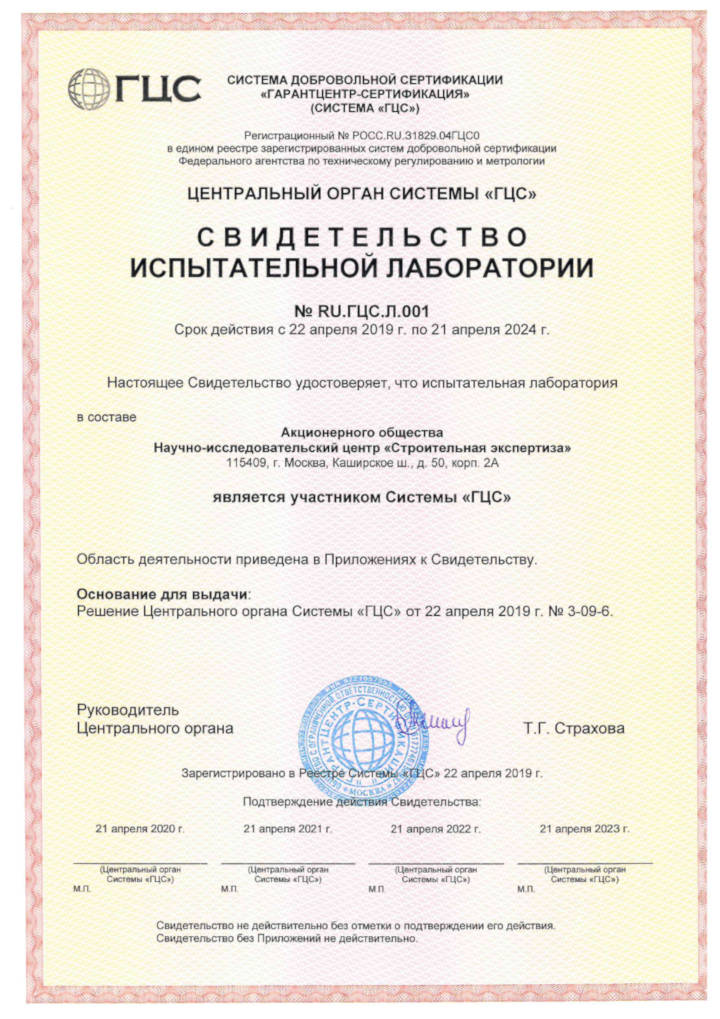 ГЦС
СИСТЕМА ДОБРОВОЛЬНОЙ СЕРТИФИКАЦИИ
«ГАРАНТЦЕНТР-СЕРТИФИКАЦИЯ»
(СИСТЕМА «ГЦС»)
Регистрационный № РОСС.RU.31829.04ГЦС0
в едином реестре зарегистрированных систем добровольной сертификации
Федерального агентства по техническому регулированию и метрологии
ЦЕНТРАЛЬНЫЙ ОРГАН СИСТЕМЫ «ГЦС»
СВИДЕТЕЛЬСТВО
ИСПЫТАТЕЛЬНОЙ ЛАБОРАТОРИИ
№ RU.ГЦС.Л.001
Срок действия с 22 апреля 2019 г. по 21 апреля 2024 г.
Настоящее Свидетельство удостоверяет, что испытательная лаборатория
в составе
Акционерного общества
Научно-исследовательский центр «Строительная экспертиза»
115409, г. Москва, Каширское ш., д. 50, корп. 2А
является участником Системы «ГЦС»
Область деятельности приведена в Приложениях к Свидетельству.
Основание для выдачи:
Решение Центрального органа Системы «ГЦС» от 22 апреля 2019 г. № 3-09-6.
Руководитель
Центрального органа
Т.Г. Страхова
ГАРАНТЦЕНТР-СЕРТИФИКАЦИЯ
МОСКВА
Зарегистрировано в Реестре Системы «ГЦС» 22 апреля 2019 г.
Подтверждение действия Свидетельства:
21 апреля 2020 г. 21 апреля 2021 г. 21 апреля 2022 г. 21 апреля 2023 г.
(Центральный орган (Центральный орган (Центральный орган (Центральный орган
Системы «ГЦС») Системы «ГЦС») Системы «ГЦС») Системы «ГЦС»)
М.П. М.П. М.П. М.П.
Свидетельство не действительно без отметки о подтверждении его действия.
Свидетельство без Приложений не действительно.